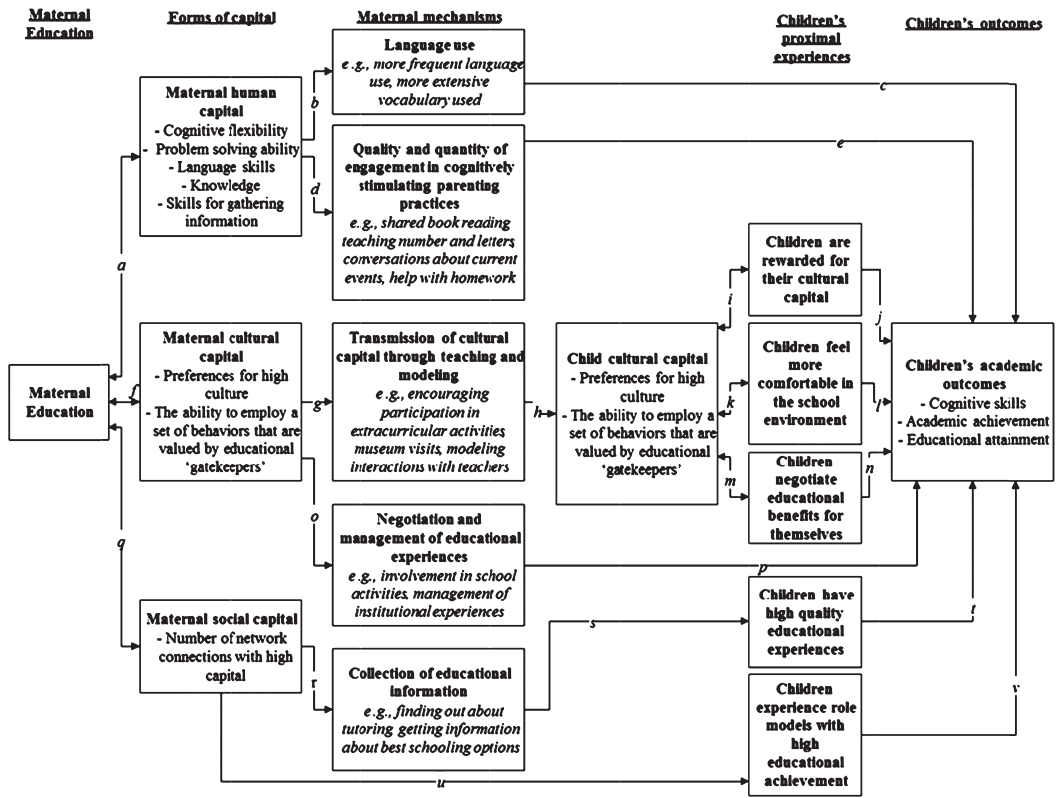 Maternal
Education
Forms of capital
Maternal mechanisms
Children's
proximal
experiences
Children's outcomes
Language use
e.g., more frequent language
use, more extensive
vocabulary used
Maternal human
capital
- Cognitive flexibility
- Problem solving ability
- Language skills
- Knowledge
- Skills for gathering
information
b
c
d
e
Quality and quantity of
engagement in cognitively
stimulating parenting
practices
e.g., shared book reading
teaching number and letters,
conversations about current
events, help with homework
a
Maternal
Education
f
Maternal cultural
capital
- Preferences for high
culture
- The ability to employ a
set of behaviors that are
valued by educational
'gatekeepers'
g
Transmission of cultural
capital through teaching and
modeling
e.g., encouraging
participation in
extracurricular activities,
museum visits, modeling
interactions with teachers
h
Child cultural capital
- Preferences for high
culture
- The ability to employ a
set of behaviors that are
valued by educational
'gatekeepers'
i
Children are
rewarded for
their cultural
capital
j
k
Children feel
more
comfortable in
the school
environment
l
m
Children
negotiate
educational
benefits for
themselves
n
Children's academic
outcomes
- Cognitive skills
- Academic achievement
- Educational attainment
o
Negotiation and
management of educational
experiences
e.g., involvement in school
activities, management of
institutional experiences
p
q
Maternal social capital
- Number of network
connections with high
capital
r
Collection of educational
information
e.g., finding out about
tutoring getting information
about best schooling options
s
Children have
high quality
educational
experiences
t
u
Children
experience role
models with
high
educational
achievement
v